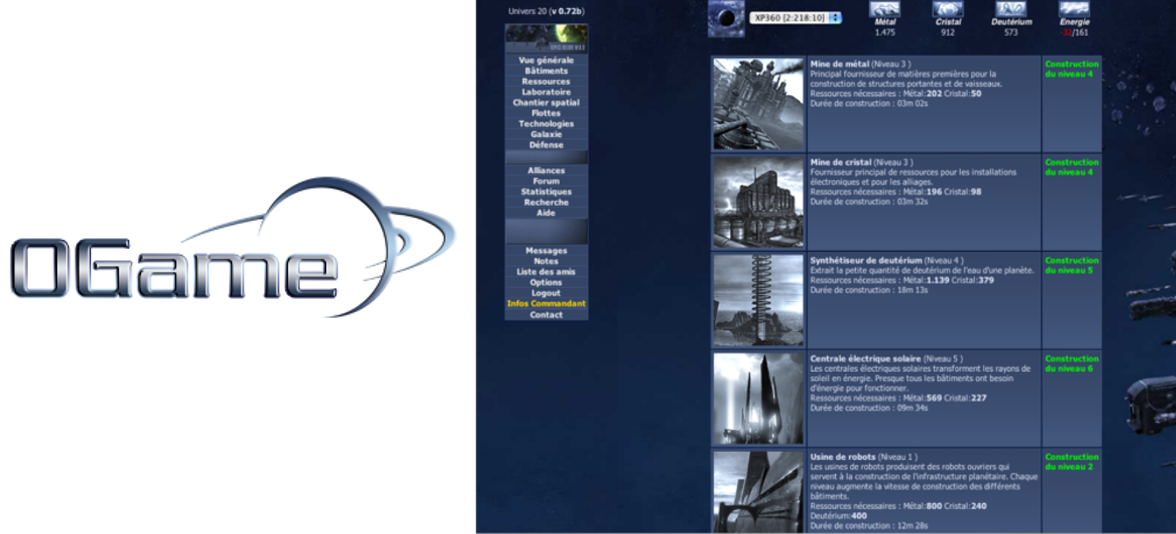 OGame
Univers 20 (v 0.72b)
Vue générale
Bâtiments
Ressources
Laboratoire
Chantier spatial
Flottes
Technologies
Galaxie
Défense
Alliances
Forum
Statistiques
Recherche
Aide
Messages
Notes
Liste des amis
Options
Logout
Infos Commandant
Contact
XP360 [2:218:10]
Métal
1.475
Cristal
912
Deutérium
573
Energie
-32/161
Mine de métal (Niveau 3 )
Principal fournisseur de matières premières pour la
construction de structures portantes et de vaisseaux.
Ressources nécessaires : Métal:202 Cristal:50
Durée de construction : 03m 02s
Construction
du niveau 4
Mine de cristal (Niveau 3 )
Fournisseur principal de ressources pour les installations
électroniques et pour les alliages.
Ressources nécessaires : Métal:196 Cristal:98
Durée de construction : 03m 32s
Construction
du niveau 4
Synthétiseur de deutérium (Niveau 4 )
Extrait la petite quantité de deutérium de l'eau d'une planète.
Ressources nécessaires : Métal:1.139 Cristal:379
Durée de construction : 18m 13s
Construction
du niveau 5
Centrale électrique solaire (Niveau 5 )
Les centrales électriques solaires transforment les rayons de
soleil en énergie. Presque tous les bâtiments ont besoin
d'énergie pour fonctionner.
Ressources nécessaires : Métal:569 Cristal:227
Durée de construction : 09m 34s
Construction
du niveau 6
Usine de robots (Niveau 1 )
Les usines de robots produisent des robots ouvriers qui
servent à la construction de l'infrastructure planétaire. Chaque
niveau augmente la vitesse de construction des différents
bâtiments.
Ressources nécessaires : Métal:800 Cristal:240
Deutérium:400
Durée de construction : 12m 28s
Construction
du niveau 2